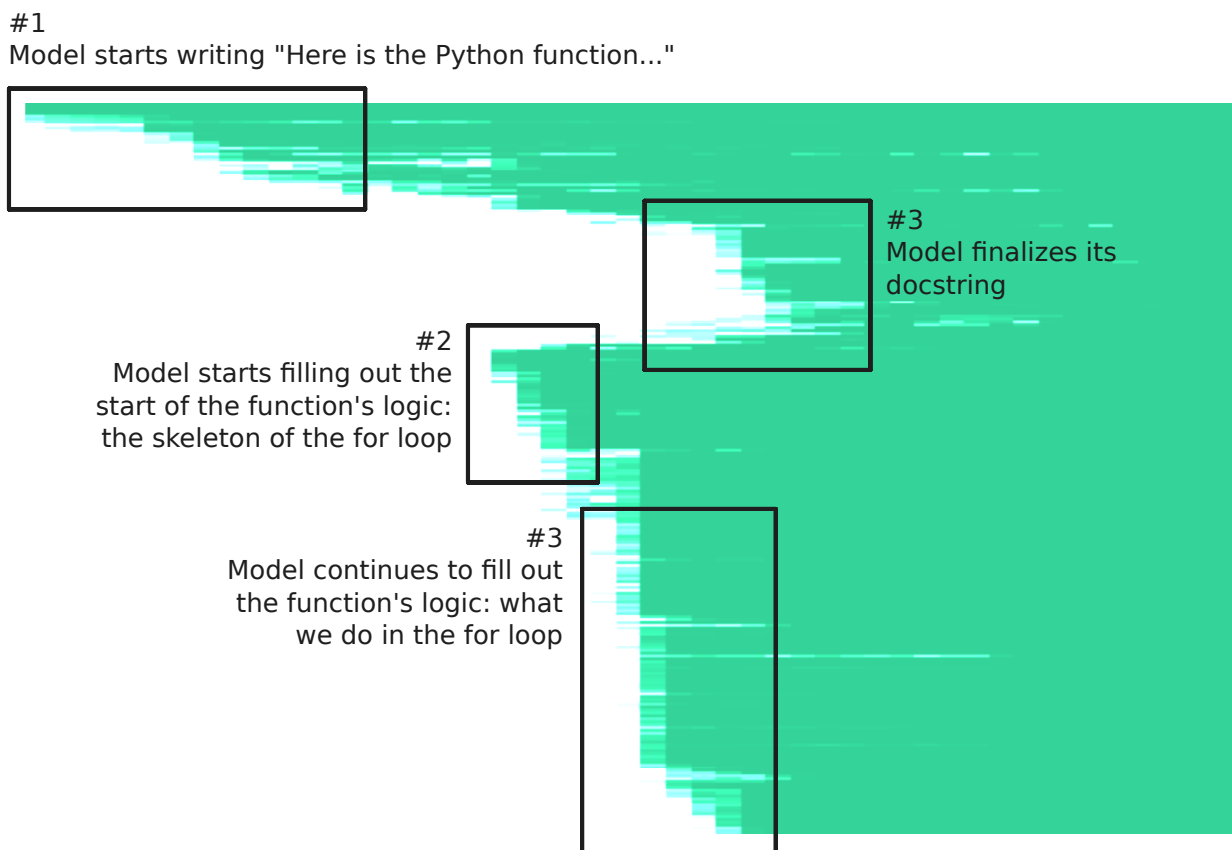 #1
Model starts writing "Here is the Python function..."
#3
Model finalizes its
docstring
#2
Model starts filling out the
start of the function's logic:
the skeleton of the for loop
#3
Model continues to fill out
the function's logic: what
we do in the for loop